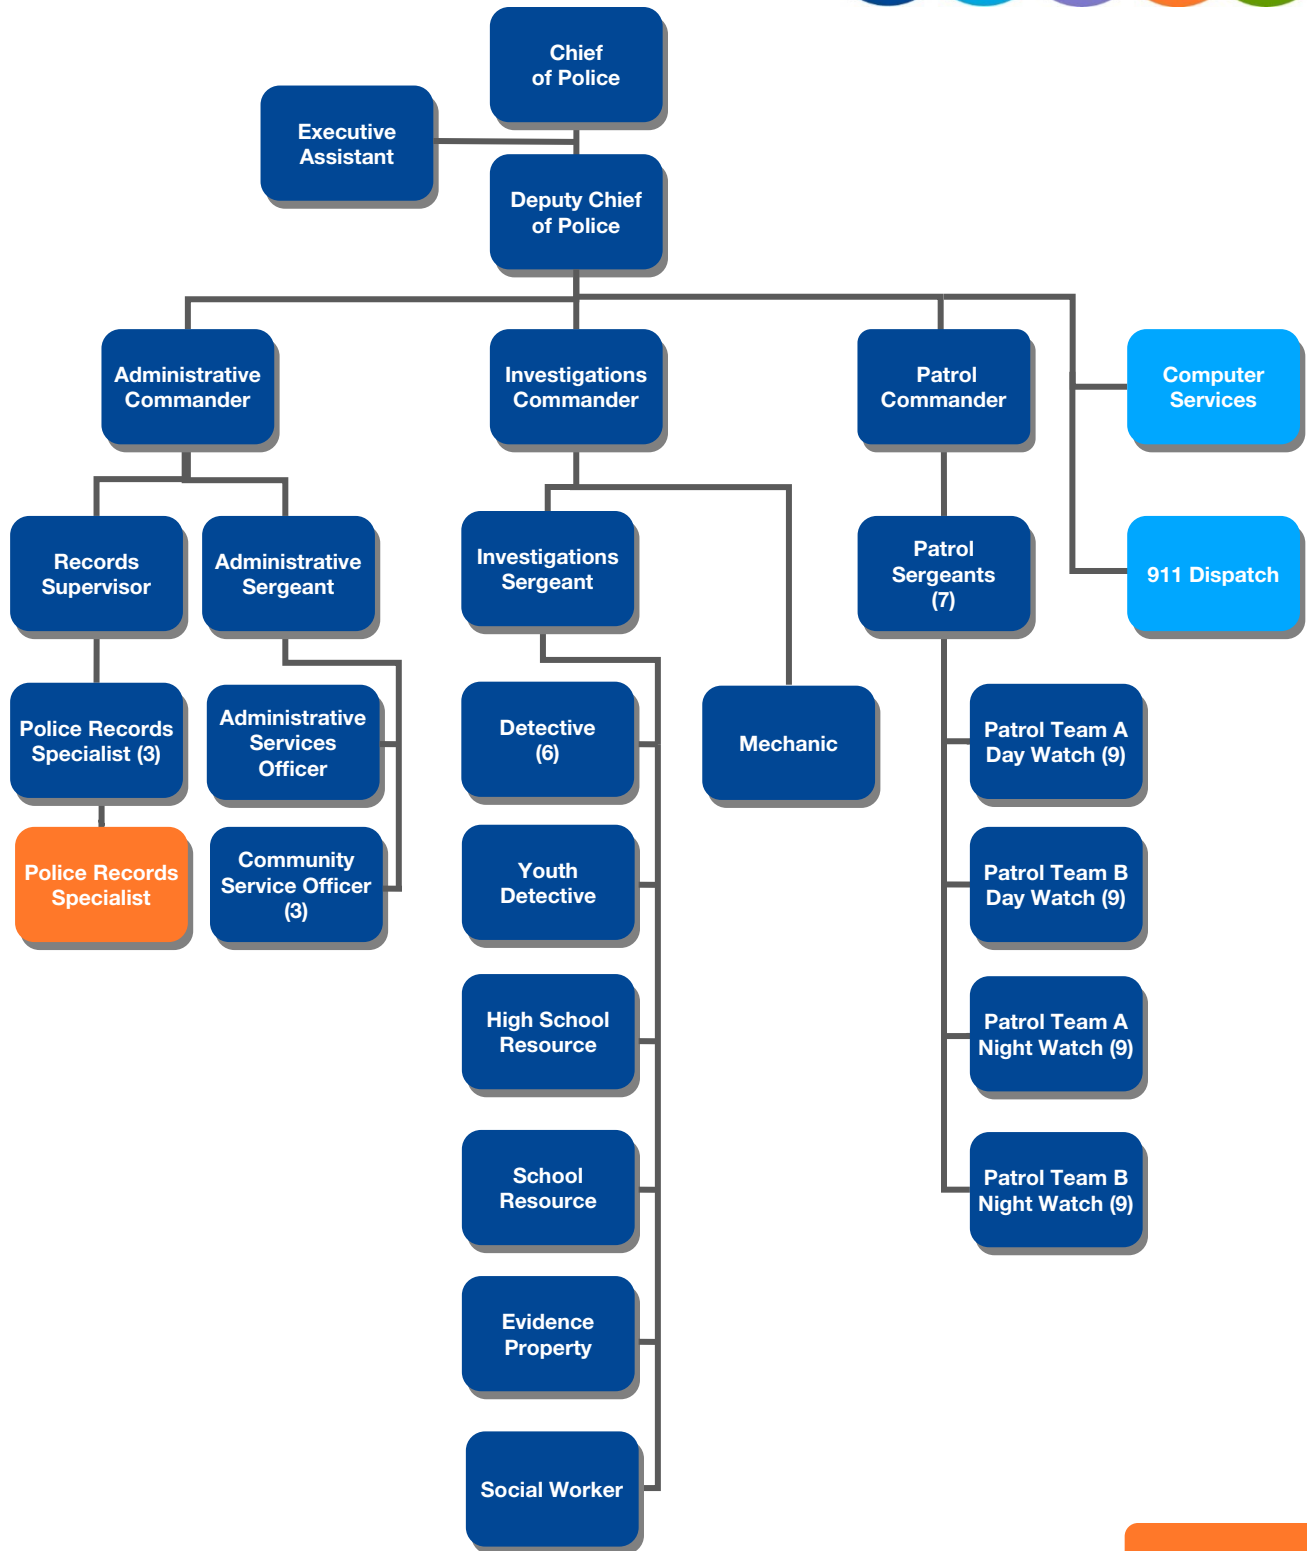 Chief
of Police
Executive
Assistant
Deputy Chief
of Police
Administrative
Commander
Investigations
Commander
Patrol
Commander
Computer
Services
Records
Supervisor
Administrative
Sergeant
Investigations
Sergeant
Patrol
Sergeants
(7)
911 Dispatch
Police Records
Specialist (3)
Administrative
Services
Officer
Detective
(6)
Mechanic
Patrol Team A
Day Watch (9)
Police Records
Specialist
Community
Service Officer
(3)
Youth
Detective
Patrol Team B
Day Watch (9)
High School
Resource
Patrol Team A
Night Watch (9)
School
Resource
Patrol Team B
Night Watch (9)
Evidence
Property
Social Worker